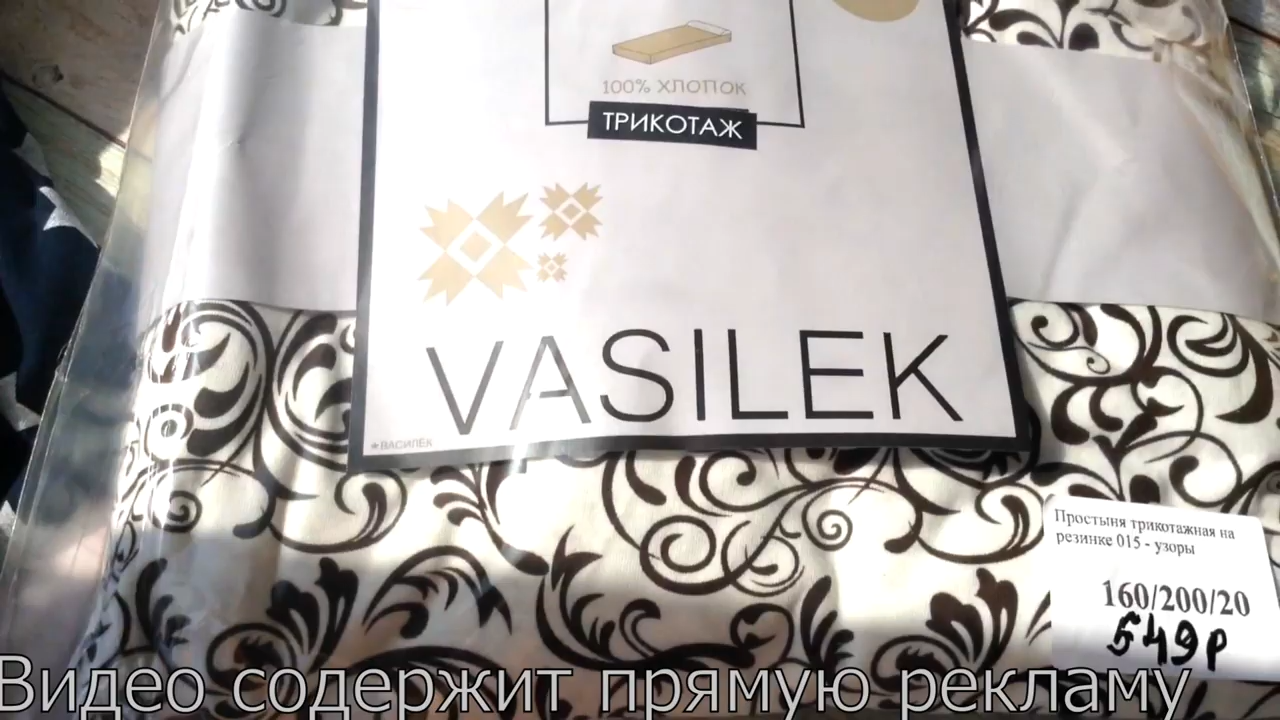 100% ХЛОПОК
ТРИКОТАЖ
VASILEK
*ВАСИЛЁК
Простыня трикотажная на
резинке 015 - узоры
160/200/20
549р
Видео содержит прямую рекламу